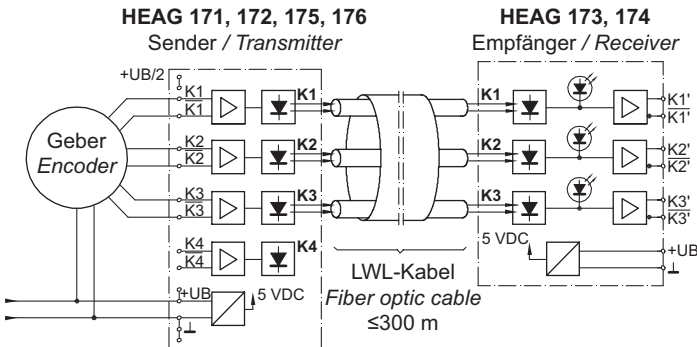 HEAG 171, 172, 175, 176
Sender / Transmitter
HEAG 173, 174
Empfänger / Receiver
+UB/2
K1
K1
K1
K1
K1'
K1'
Geber
Encoder
K2
K2
K2
K2
K2'
K2'
K3
K3
K3
K3
K3'
K3'
K4
K4
K4
5 VDC
+UB
⊥
LWL-Kabel
Fiber optic cable
≤300 m
+UB
5 VDC
⊥